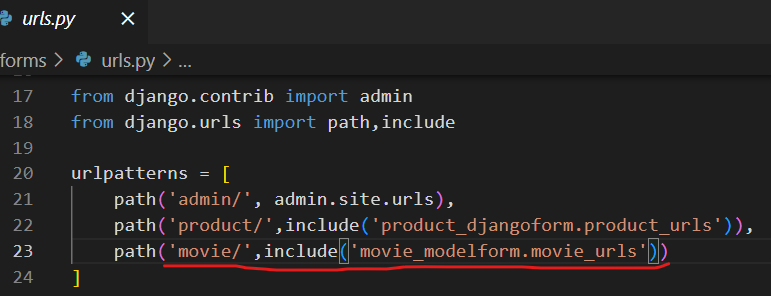 urls.py ×
forms > urls.py > ...
17 from django.contrib import admin
18 from django.urls import path,include
19
20 urlpatterns = [
21 path('admin/', admin.site.urls),
22 path('product/',include('product_djangoform.product_urls')),
23 path('movie/',include('movie_modelform.movie_urls'))
24 ]